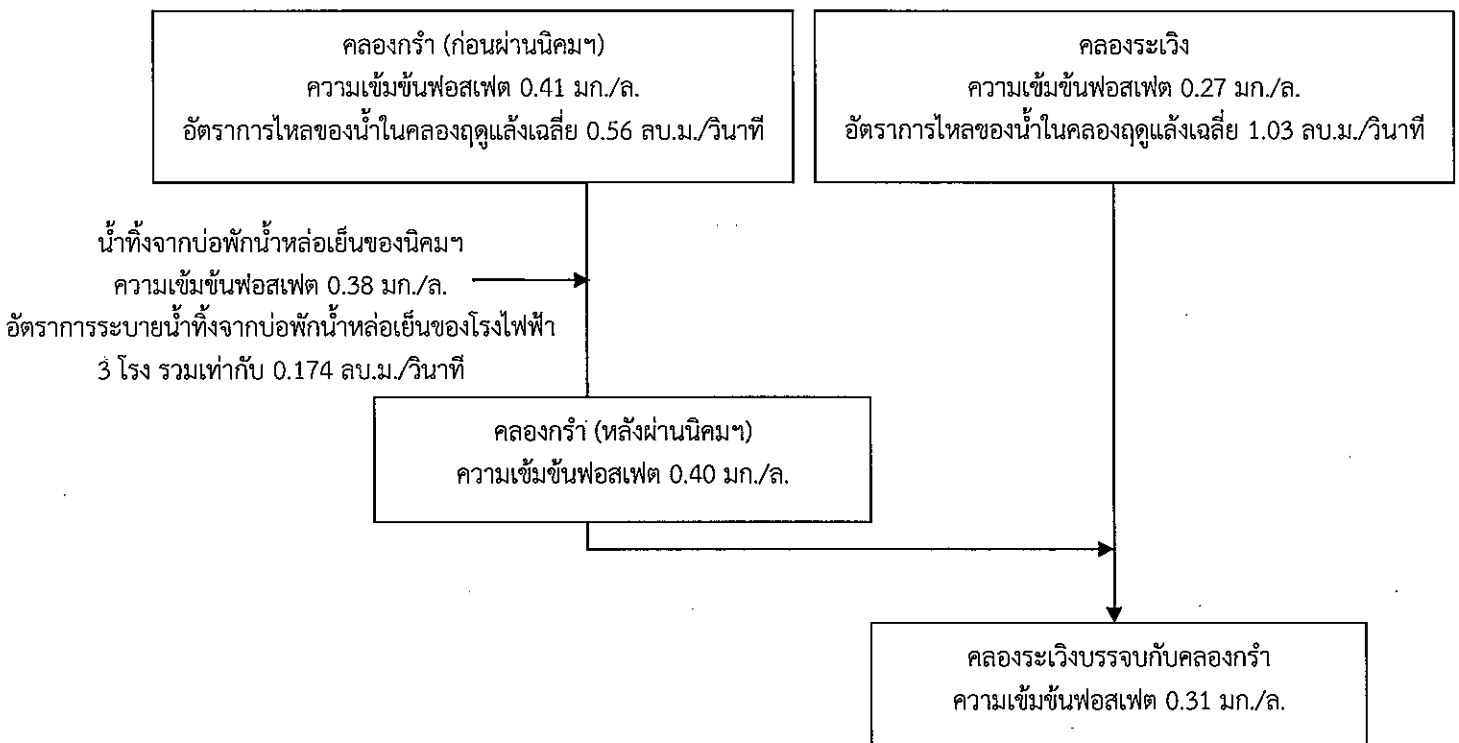 คลองกรำ (ก่อนผ่านนิคมฯ)
ความเข้มข้นฟอสเฟต 0.41 มก./ล.
อัตราการไหลของน้ำในคลองฤดูแล้งเฉลี่ย 0.56 ลบ.ม./วินาที
คลองระเวิง
ความเข้มข้นฟอสเฟต 0.27 มก./ล.
อัตราการไหลของน้ำในคลองฤดูแล้งเฉลี่ย 1.03 ลบ.ม./วินาที
น้ำทิ้งจากบ่อพักน้ำหล่อเย็นของนิคมฯ
ความเข้มข้นฟอสเฟต 0.38 มก./ล.
อัตราการระบายน้ำทิ้งจากบ่อพักน้ำหล่อเย็นของโรงไฟฟ้า
3 โรง รวมเท่ากับ 0.174 ลบ.ม./วินาที
คลองกรำ (หลังผ่านนิคมฯ)
ความเข้มข้นฟอสเฟต 0.40 มก./ล.
คลองระเวิงบรรจบกับคลองกรำ
ความเข้มข้นฟอสเฟต 0.31 มก./ล.